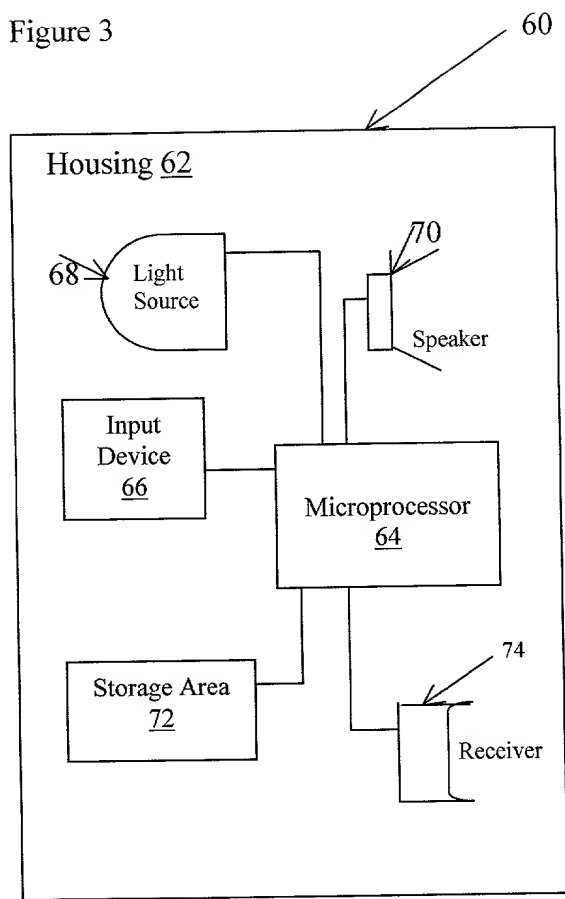 Figure 3
60
Housing 62
68
Light
Source
70
Speaker
Input
Device
66
Microprocessor
64
Storage Area
72
74
Receiver